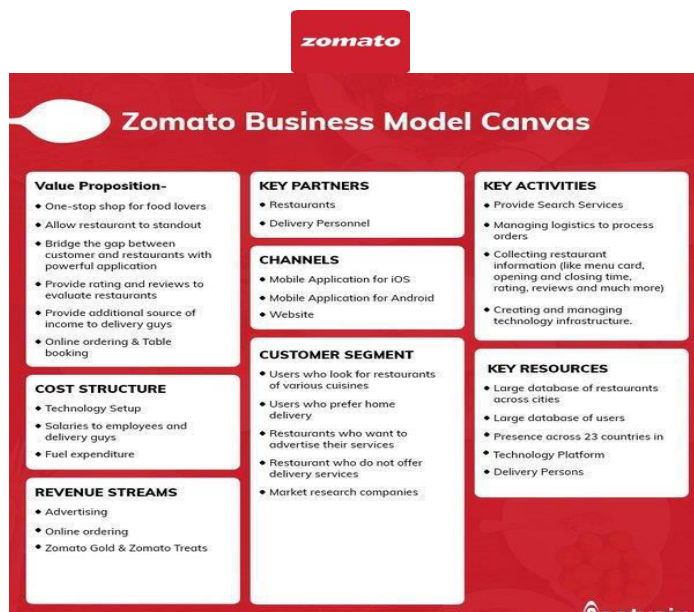 zomato
Zomato Business Model Canvas
Value Proposition-
• One-stop shop for food lovers
• Allow restaurant to standout
• Bridge the gap between
customer and restaurants with
powerful application
• Provide rating and reviews to
evaluate restaurants
• Provide additional source of
income to delivery guys
• Online ordering & Table
booking
COST STRUCTURE
• Technology Setup
• Salaries to employees and
delivery guys
• Fuel expenditure
REVENUE STREAMS
• Advertising
• Online ordering
• Zomato Gold & Zomato Treats
KEY PARTNERS
• Restaurants
• Delivery Personnel
CHANNELS
• Mobile Application for iOS
• Mobile Application for Android
• Website
CUSTOMER SEGMENT
• Users who look for restaurants
of various cuisines
• Users who prefer home
delivery
• Restaurants who want to
advertise their services
• Restaurant who do not offer
delivery services
• Market research companies
KEY ACTIVITIES
• Provide Search Services
• Managing logistics to process
orders
• Collecting restaurant
information (like menu card,
opening and closing time,
rating, reviews and much more)
• Creating and managing
technology infrastructure.
KEY RESOURCES
• Large database of restaurants
across cities
• Large database of users
• Presence across 23 countries in
• Technology Platform
• Delivery Persons